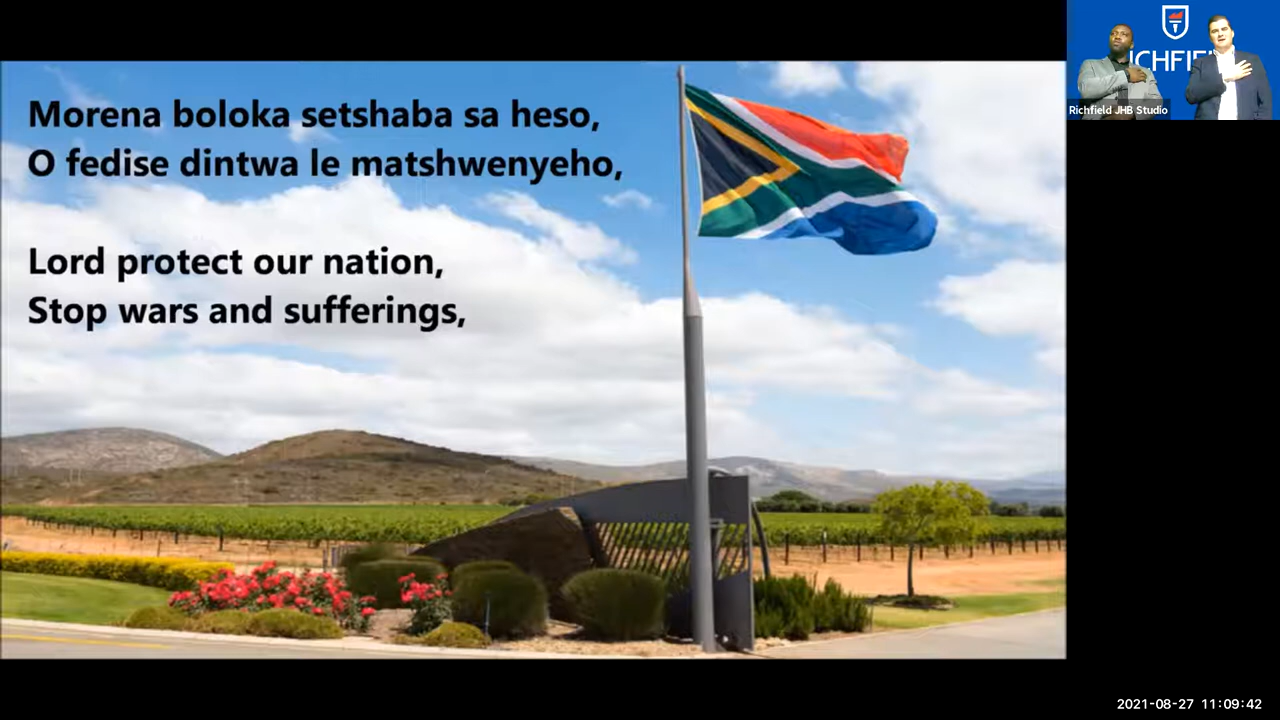 Morena boloka setshaba sa heso,
O fedise dintwa le matshwenyeho,
Lord protect our nation,
Stop wars and sufferings,
Richfield JHB Studio
2021-08-27 11:09:42